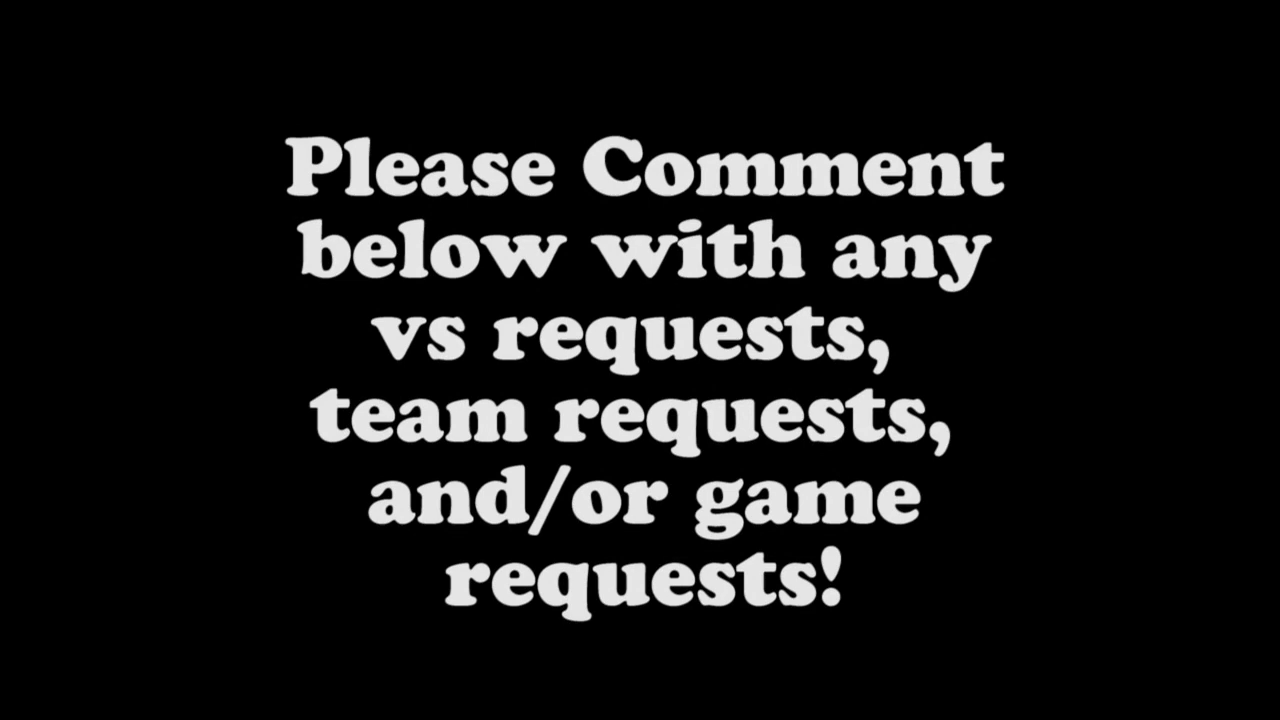 Please Comment
below with any
vs requests,
team requests,
and/or game
requests!